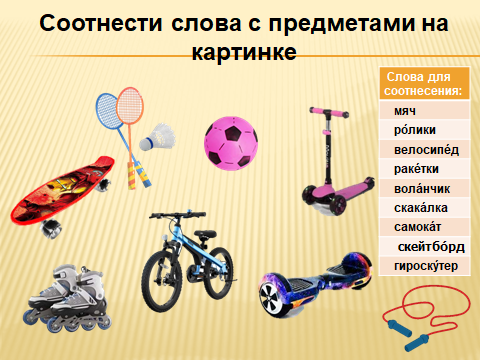 Соотнести слова с предметами на
картинке
Слова для
соотнесения:
мяч
ро́лики
велосипе́д
раке́тки
вола́нчик
скака́лка
самока́т
скейтбо́рд
гироску́тер